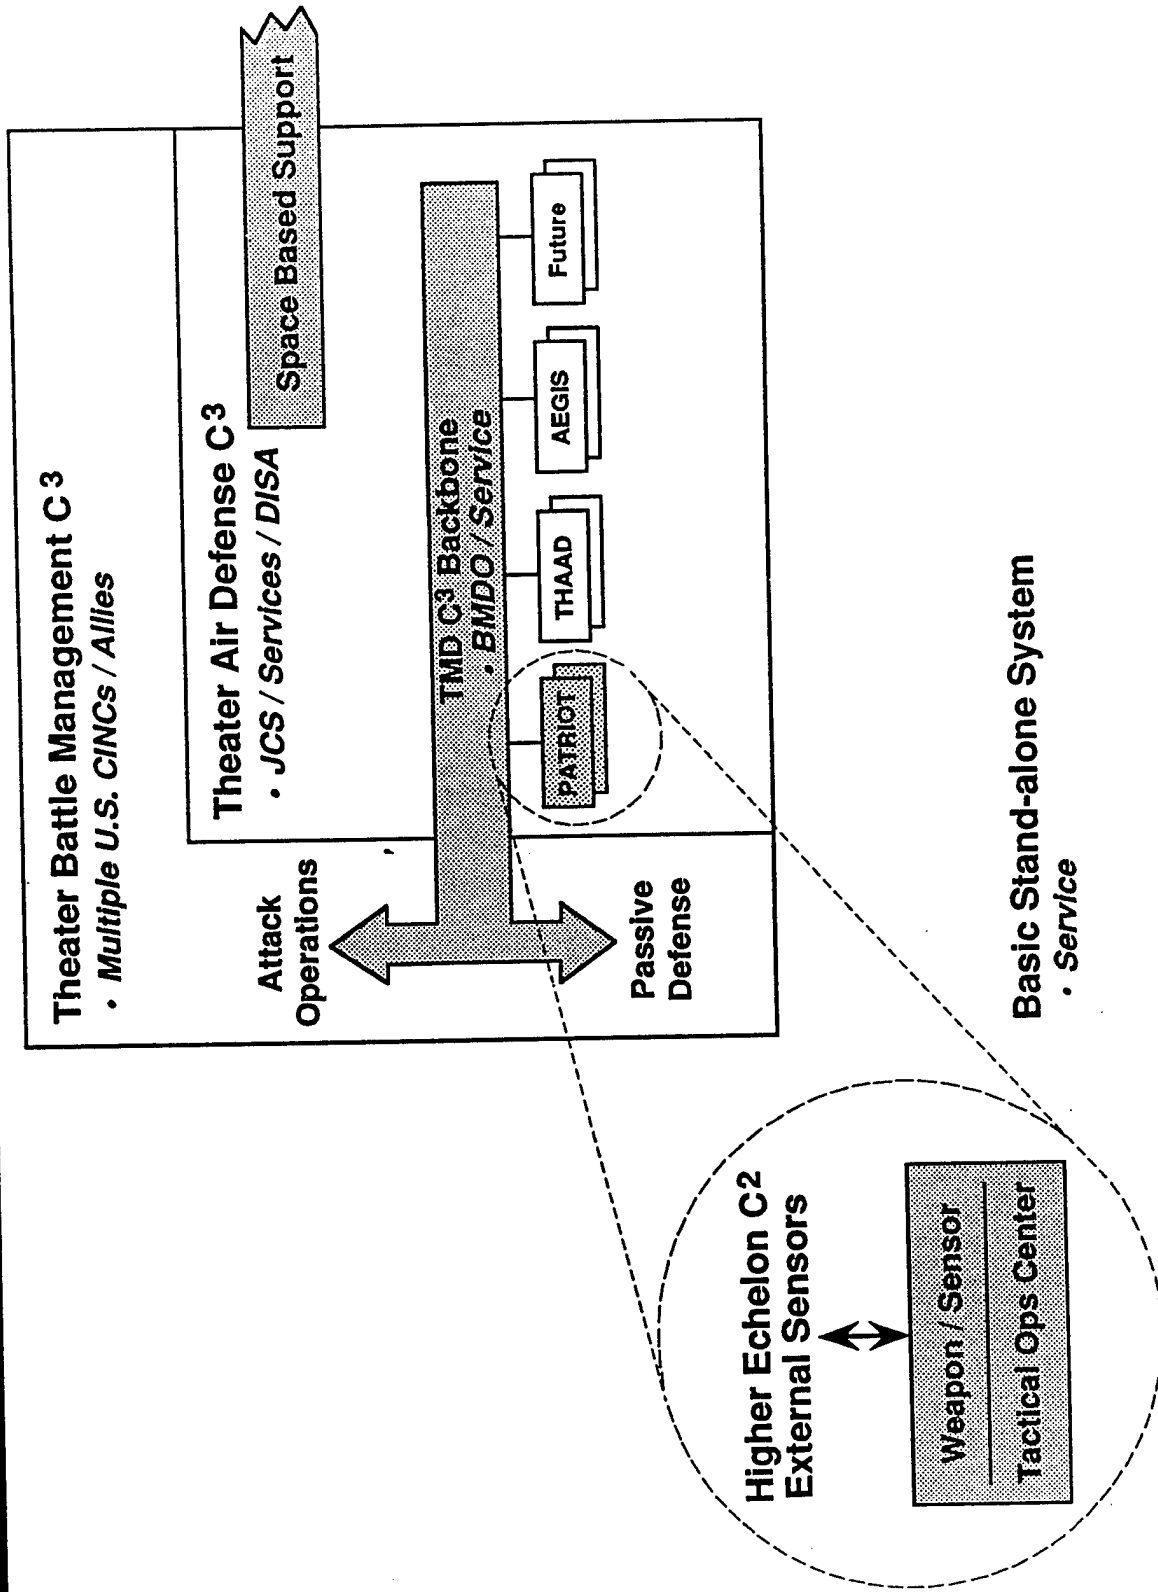 Theater Battle Management C³
• Multiple U.S. CINCs / Allies
Theater Air Defense C³
• JCS / Services / DISA
Space Based Support
Attack
Operations
TMD C³ Backbone
• BMDO / Service
PATRIOT
THAAD
AEGIS
Future
Passive
Defense
Higher Echelon C²
External Sensors
Weapon / Sensor
Tactical Ops Center
Basic Stand-alone System
• Service